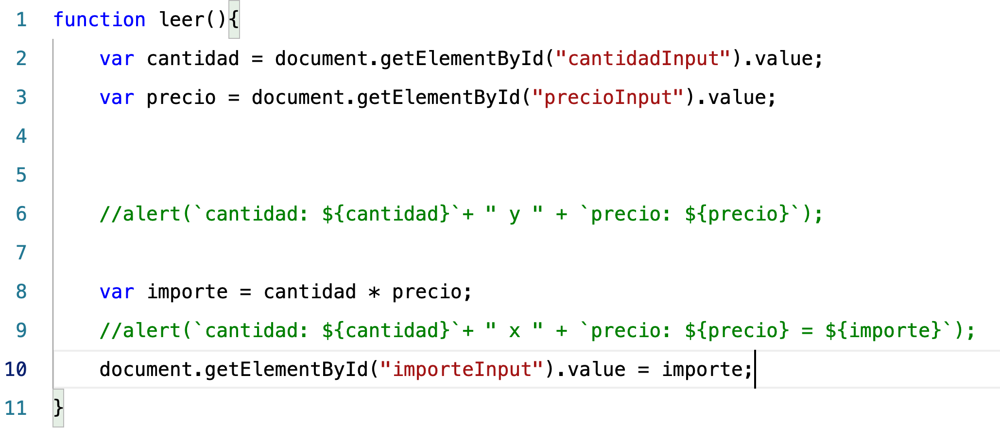 1 function leer(){
2 var cantidad = document.getElementById("cantidadInput").value;
3 var precio = document.getElementById("precioInput").value;
4
5
6 //alert(`cantidad: ${cantidad}`+ " y " + `precio: ${precio}`);
7
8 var importe = cantidad * precio;
9 //alert(`cantidad: ${cantidad}`+ " x " + `precio: ${precio} = ${importe}`);
10 document.getElementById("importeInput").value = importe;
11 }